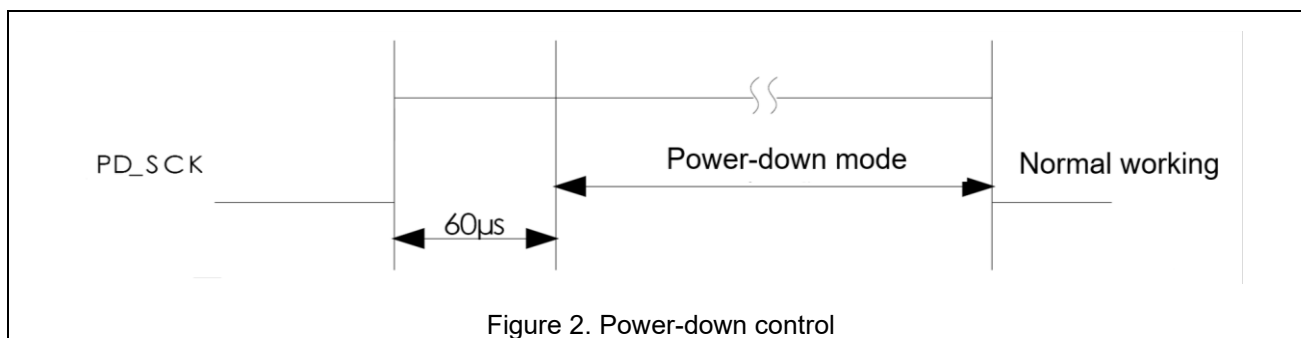 Power-down mode
Normal working
PD_SCK
60µs
Figure 2. Power-down control